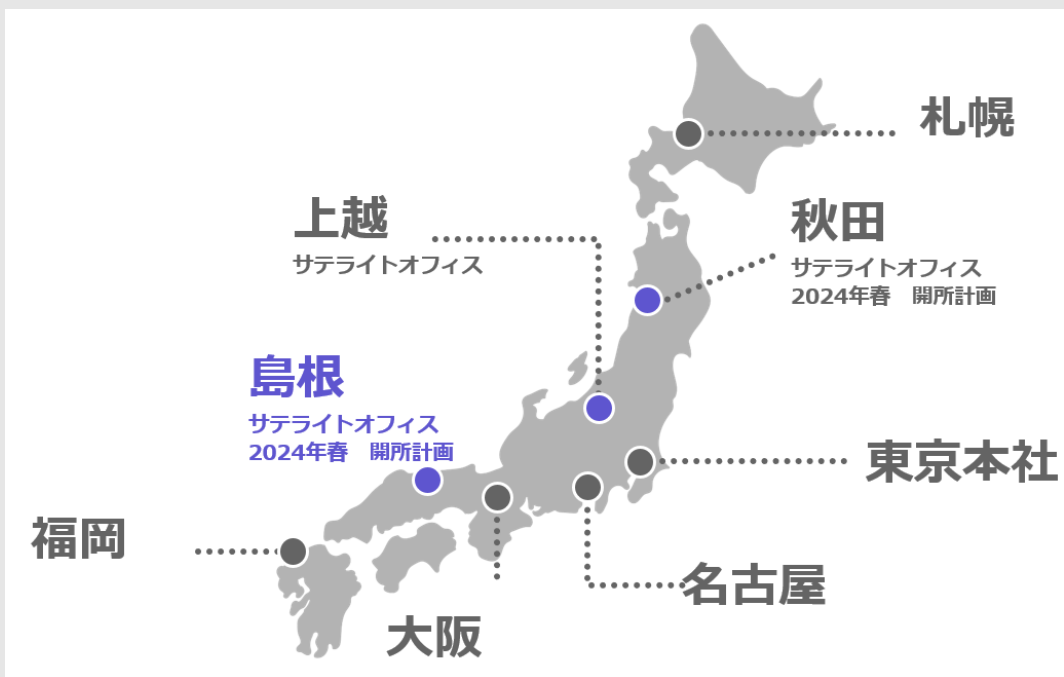 札幌
上越
サテライトオフィス
秋田
サテライトオフィス
2024年春　開所計画
島根
サテライトオフィス
2024年春　開所計画
東京本社
福岡
名古屋
大阪